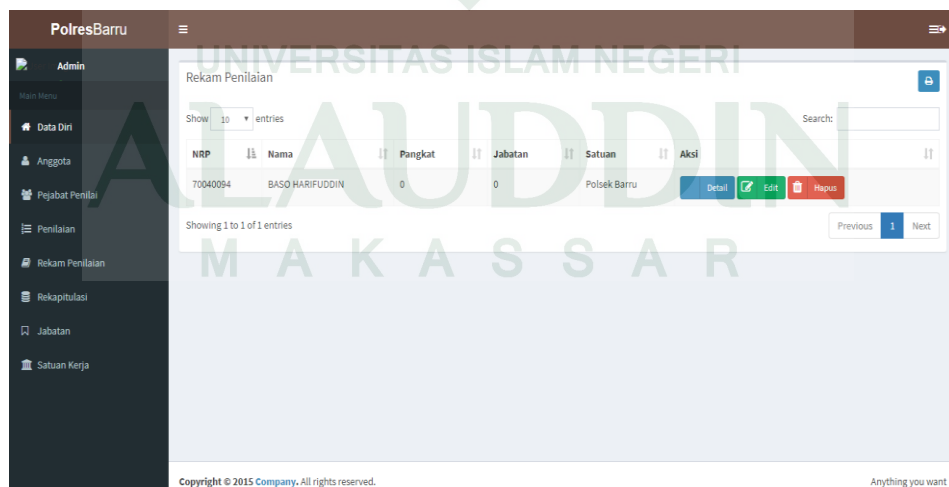 PolresBarru
Admin
Main Menu
Data Diri
Anggota
Pejabat Penilai
Penilaian
Rekam Penilaian
Rekapitulasi
Jabatan
Satuan Kerja
UNIVERSITAS ISLAM NEGERI
ALAUDDIN
MAKASSAR
Rekam Penilaian
Show 10 entries Search:
NRP Nama Pangkat Jabatan Satuan Aksi
70040094 BASO HARIFUDDIN 0 0 Polsek Barru Detail Edit Hapus
Showing 1 to 1 of 1 entries Previous 1 Next
Copyright © 2015 Company. All rights reserved. Anything you want